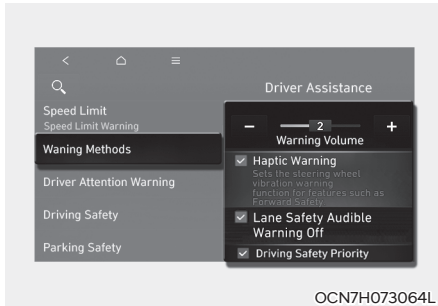 Driver Assistance
Speed Limit
Speed Limit Warning
Waning Methods
Driver Attention Warning
Driving Safety
Parking Safety
− 2 +
Warning Volume
Haptic Warning
Sets the steering wheel
vibration warning
function for features such as
Forward Safety
Lane Safety Audible
Warning Off
Driving Safety Priority
OCN7H073064L